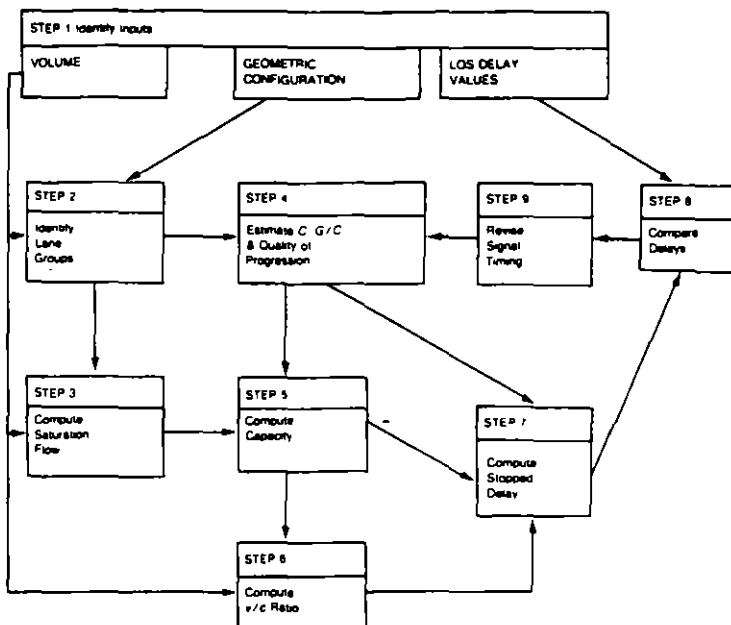 STEP 1 Identify Inputs
VOLUME
GEOMETRIC
CONFIGURATION
LOS DELAY
VALUES
STEP 2
Identify
Lane
Groups
STEP 4
Estimate C G/C
& Quality of
Progression
STEP 9
Revise
Signal
Timing
STEP 8
Compare
Delays
STEP 3
Compute
Saturation
Flow
STEP 5
Compute
Capacity
STEP 7
Compute
Stopped
Delay
STEP 6
Compute
v/c Ratio